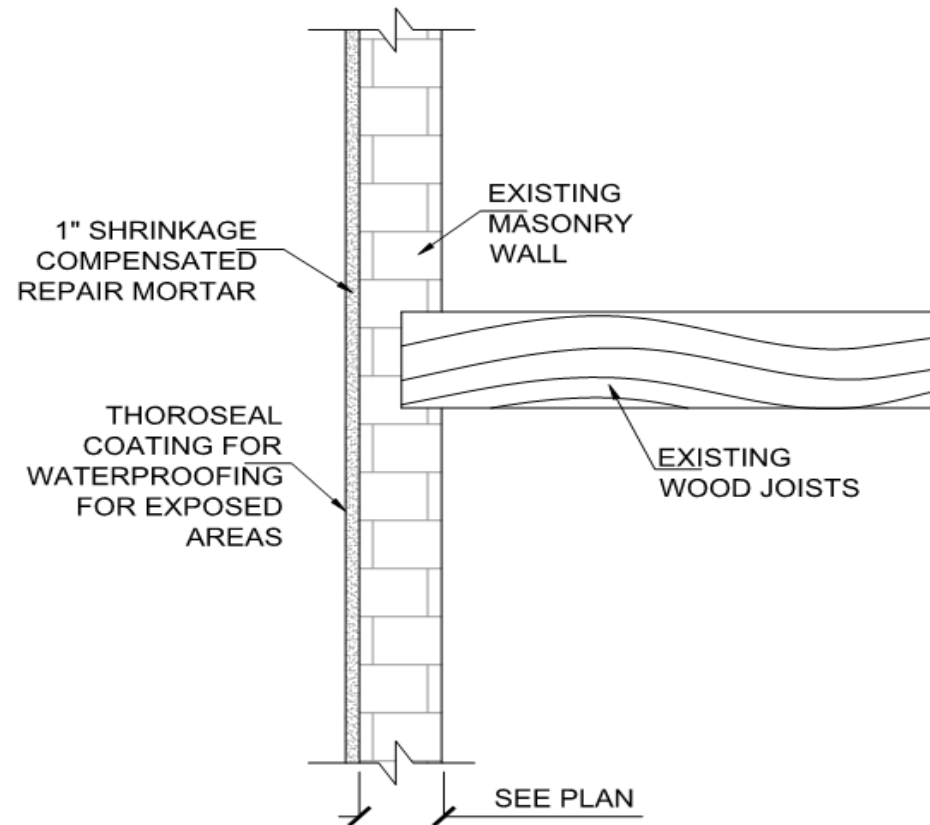 1" SHRINKAGE
COMPENSATED
REPAIR MORTAR
EXISTING
MASONRY
WALL
THOROSEAL
COATING FOR
WATERPROOFING
FOR EXPOSED
AREAS
EXISTING
WOOD JOISTS
SEE PLAN